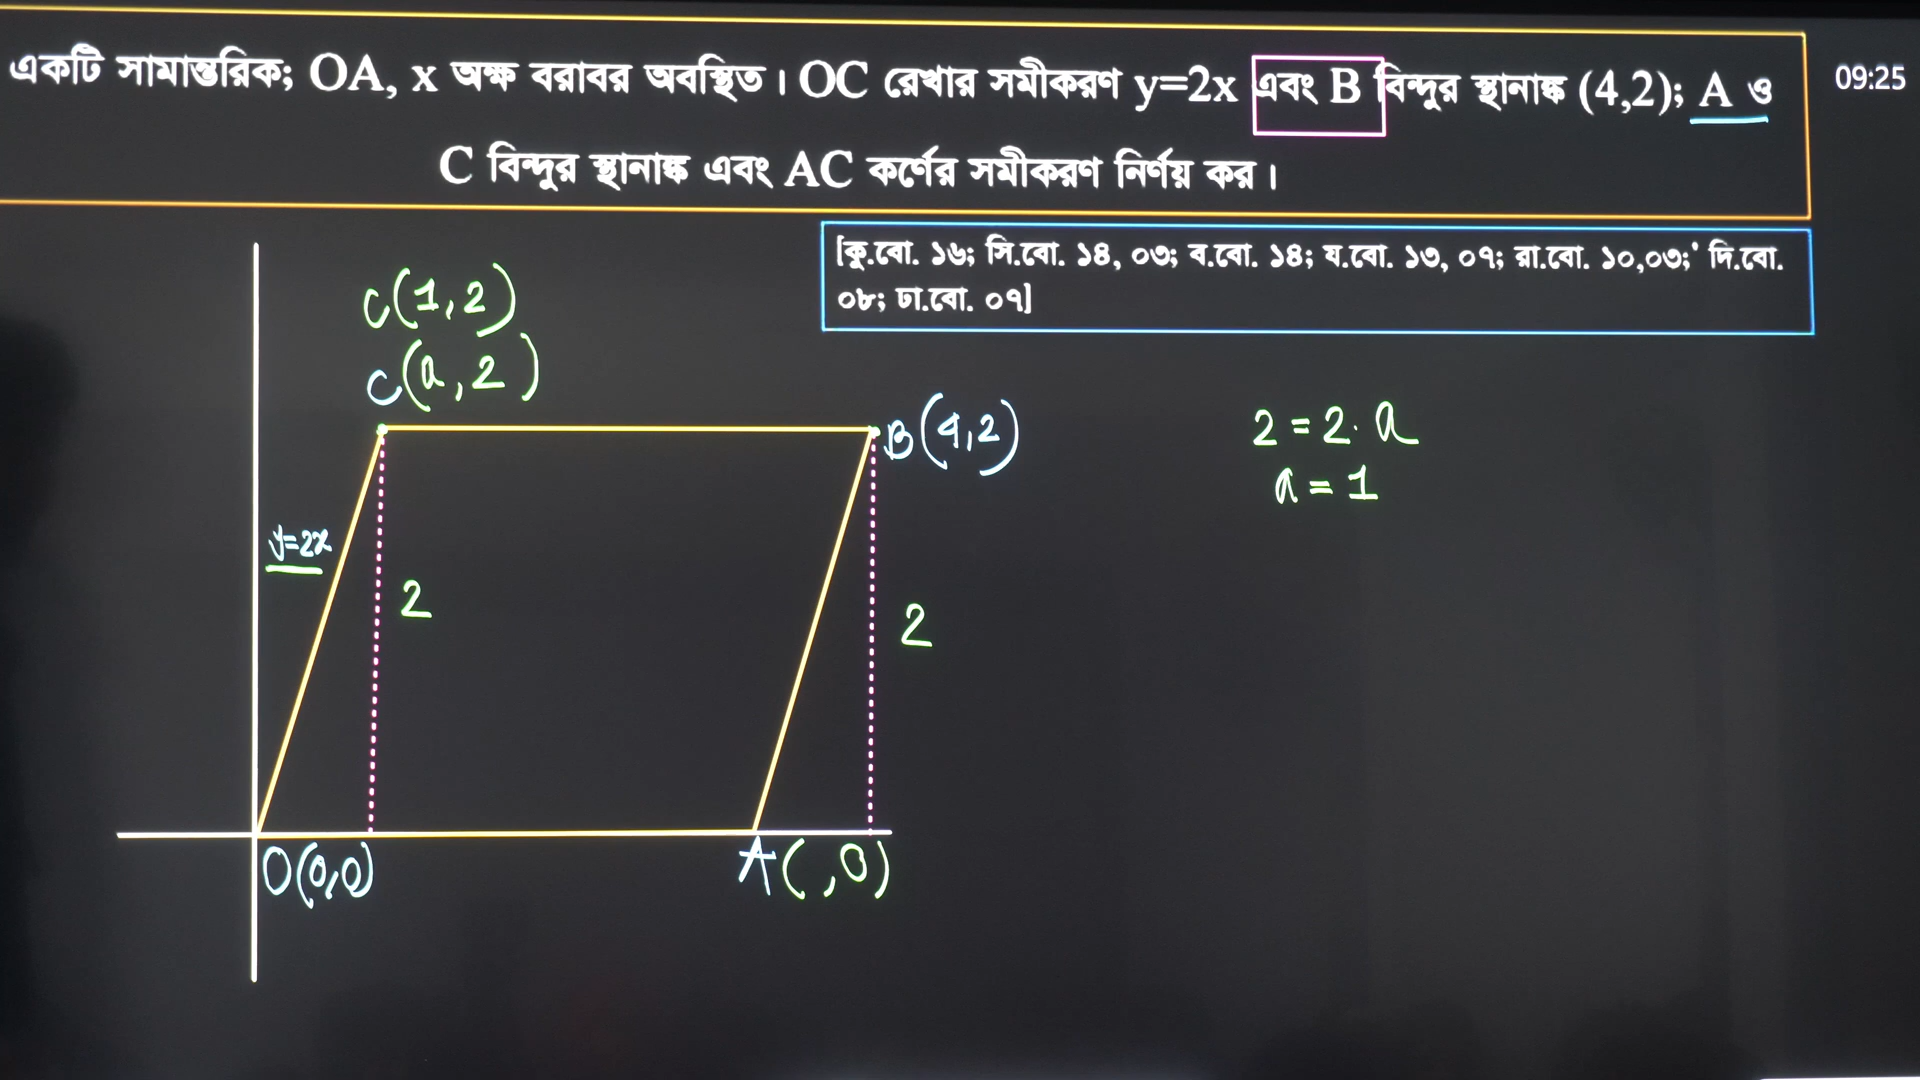 একটি সামান্তরিক; OA, x অক্ষ বরাবর অবস্থিত। OC রেখার সমীকরণ y=2x এবং B বিন্দুর স্থানাঙ্ক (4,2); A ও
09:25
C বিন্দুর স্থানাঙ্ক এবং AC কর্ণের সমীকরণ নির্ণয় কর।
[কু.বো. ১৬; সি.বো. ১৪, ০৩; ব.বো. ১৪; য.বো. ১৩, ০৭; রা.বো. ১০,০৩;' দি.বো.
০৮; ঢা.বো. ০৭]
C(1,2)
C(a,2)
B(4,2)
2=2.a
a=1
y=2x
2
2
O(0,0)
A( ,0)